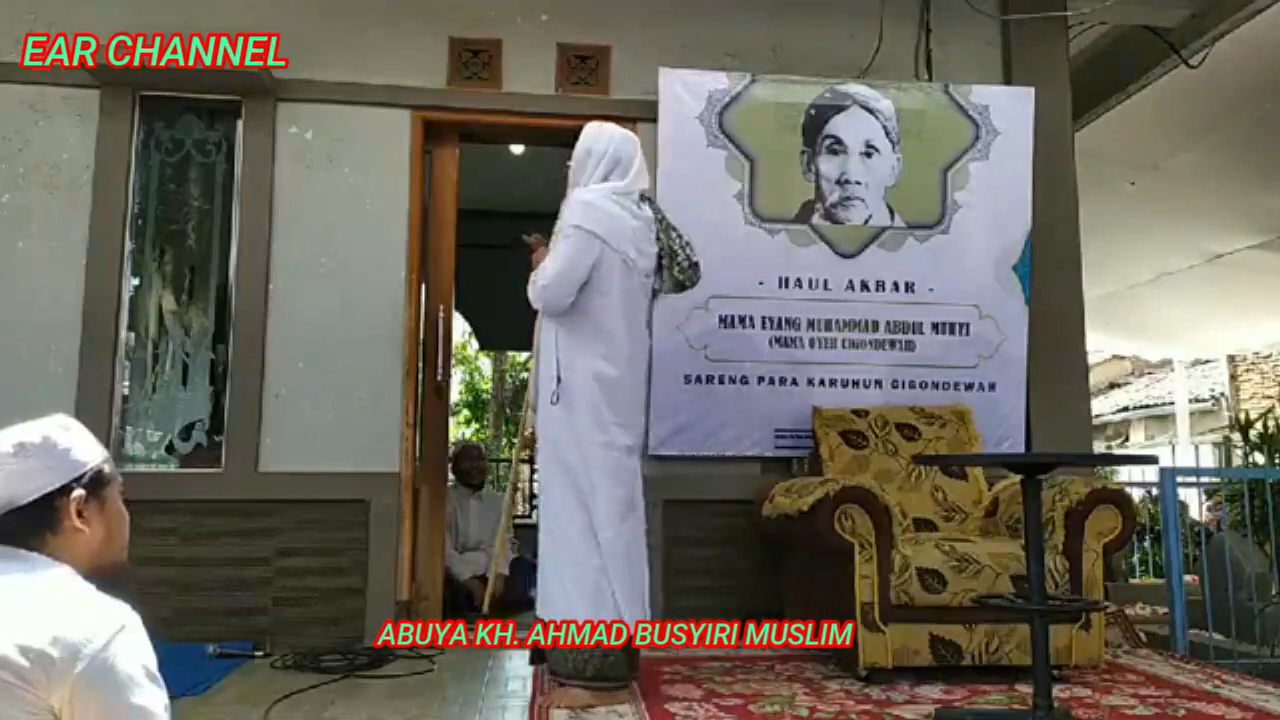 EAR CHANNEL
- HAUL AKBAR -
MAMA EYANG MUHAMMAD ABDUL MUHYI
(MAMA OYEH CIGONDEWAH)
SARENG PARA KARUHUN CIGONDEWAH
ABUYA KH. AHMAD BUSYIRI MUSLIM